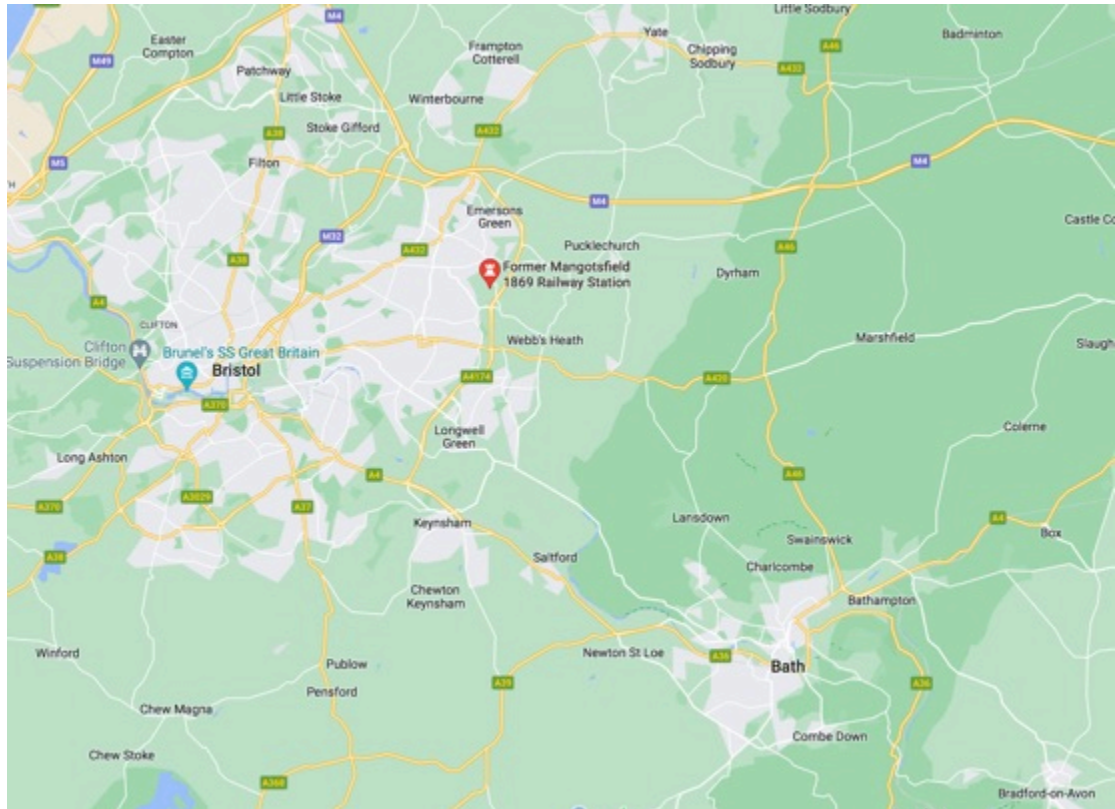 Little Sodbury
M4
Easter
Compton
M49
Patchway
Frampton
Cotterell
Yate
Chipping
Sodbury
A46
Badminton
A432
Little Stoke
Winterbourne
Stoke Gifford
A38
A432
M5
Filton
M4
M4
Emersons
Green
Castle Co
M32
A432
Pucklechurch
A46
A38
Former Mangotsfield
1869 Railway Station
Dyrham
A4
CLIFTON
Clifton
Suspension Bridge
Brunel's SS Great Britain
Bristol
Webb's Heath
Marshfield
Slaugh
A4174
A420
A370
Longwell
Green
Colerne
Long Ashton
A4
A46
A3029
A370
A37
Keynsham
Lansdown
A4
Box
Swainswick
A38
Saltford
Charlcombe
Chewton
Keynsham
Bathampton
Winford
Newton St Loe
A36
Bath
Publow
Pensford
A39
A36
Chew Magna
Combe Down
Chew Stoke
A368
Bradford-on-Avon